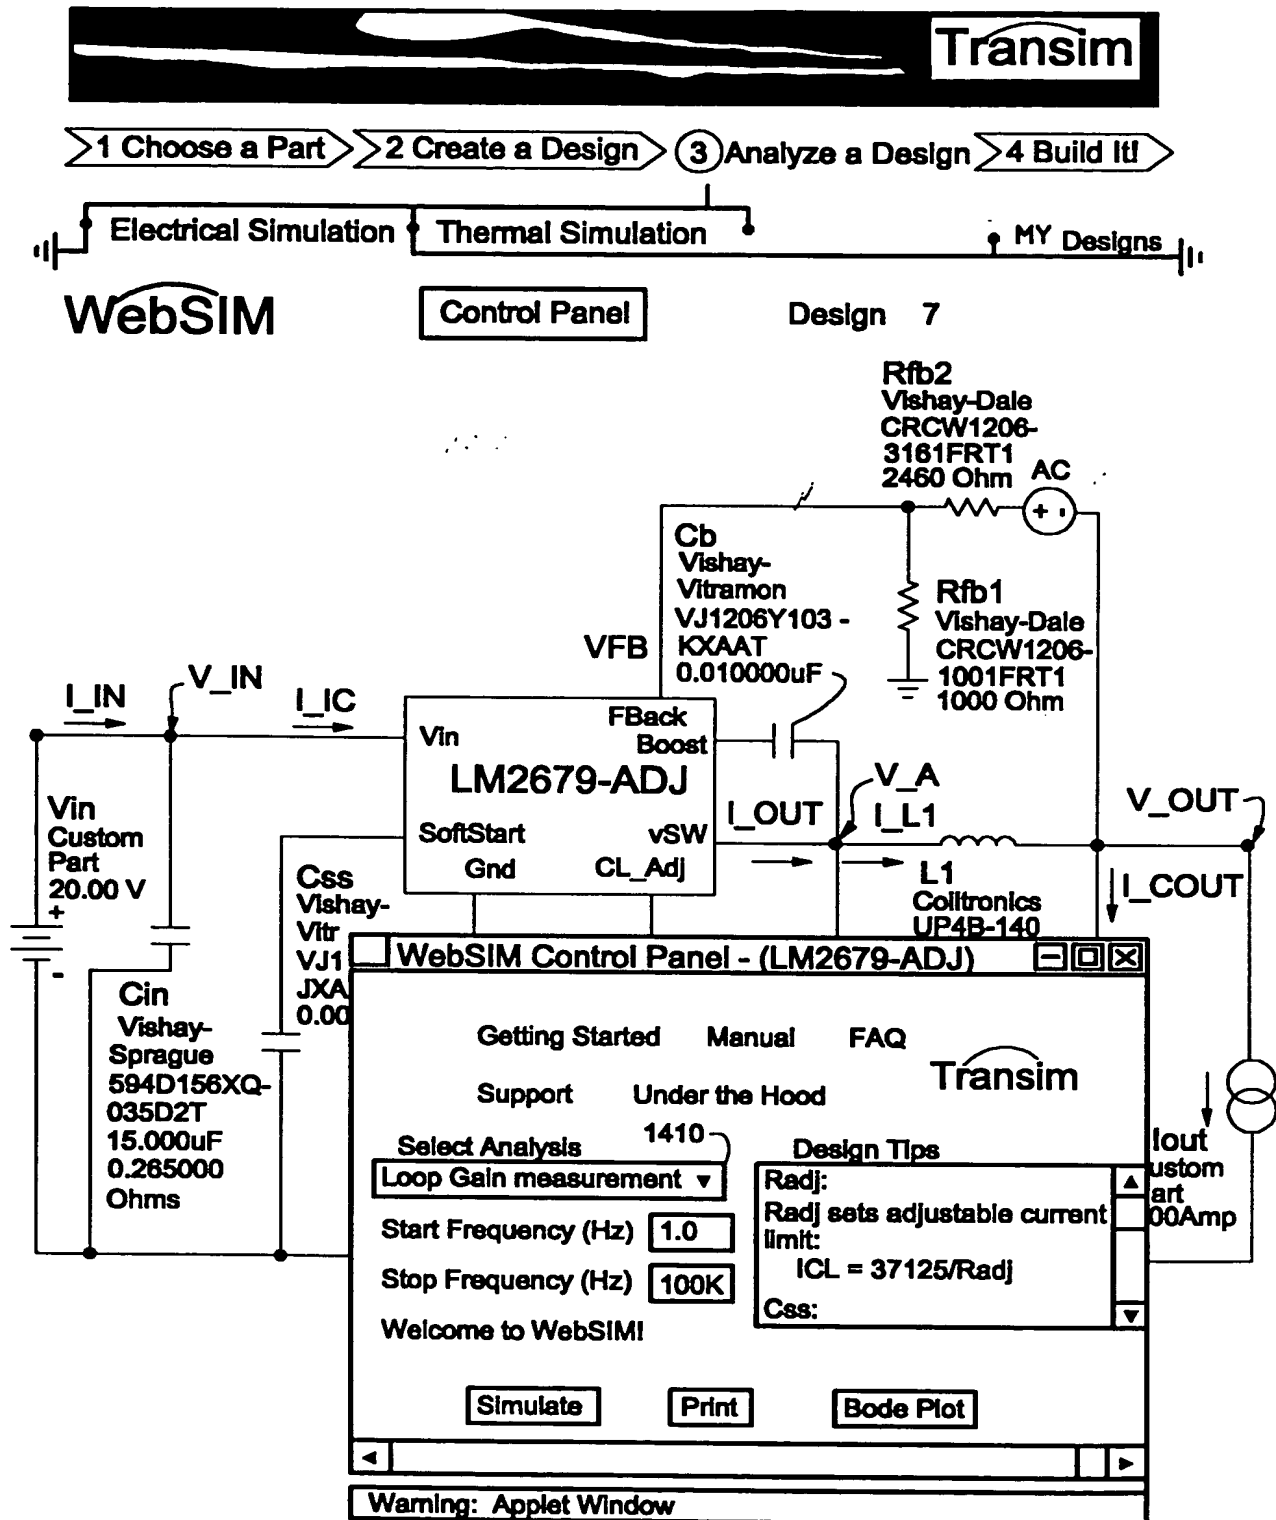 Transim
1 Choose a Part
2 Create a Design
3 Analyze a Design
4 Build It!
Electrical Simulation
Thermal Simulation
MY Designs
WebSIM
Control Panel
Design 7
Rfb2
Vishay-Dale
CRCW1206-
3161FRT1
2460 Ohm
AC
+ -
Cb
Vishay-
Vitramon
VJ1206Y103 -
KXAAT
0.010000uF
Rfb1
Vishay-Dale
CRCW1206-
1001FRT1
1000 Ohm
VFB
I_IN
V_IN
I_IC
Vin
FBack
Boost
LM2679-ADJ
SoftStart
vSW
Gnd
CL_Adj
I_OUT
V_A
I_L1
V_OUT
Vin
Custom
Part
20.00 V
+
-
Css
Vishay-
Vitr
VJ1
JXA
0.00
L1
Coiltronics
UP4B-140
I_COUT
Cin
Vishay-
Sprague
594D156XQ-
035D2T
15.000uF
0.265000
Ohms
WebSIM Control Panel - (LM2679-ADJ)
Getting Started
Manual
FAQ
Transim
Support
Under the Hood
1410
Select Analysis
Loop Gain measurement
Start Frequency (Hz)
1.0
Stop Frequency (Hz)
100K
Welcome to WebSIM!
Design Tips
Radj:
Radj sets adjustable current
limit:
ICL = 37125/Radj
Css:
Iout
ustom
art
00Amp
Simulate
Print
Bode Plot
Warning: Applet Window